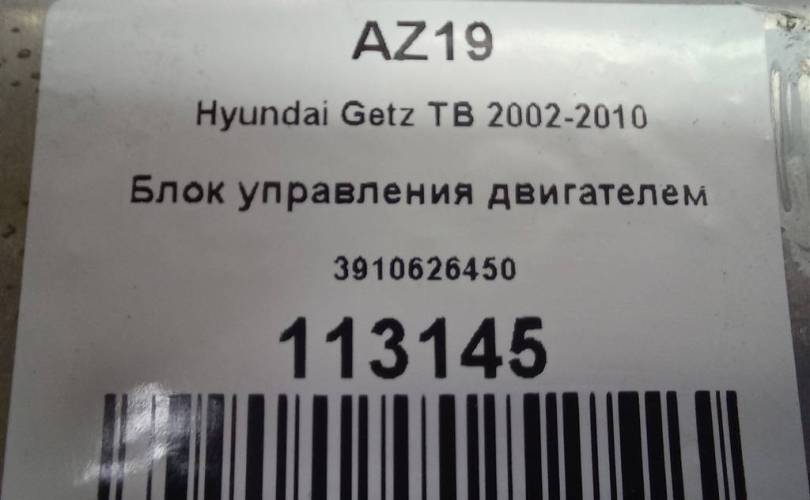 AZ19
Hyundai Getz TB 2002-2010
Блок управления двигателем
3910626450
113145